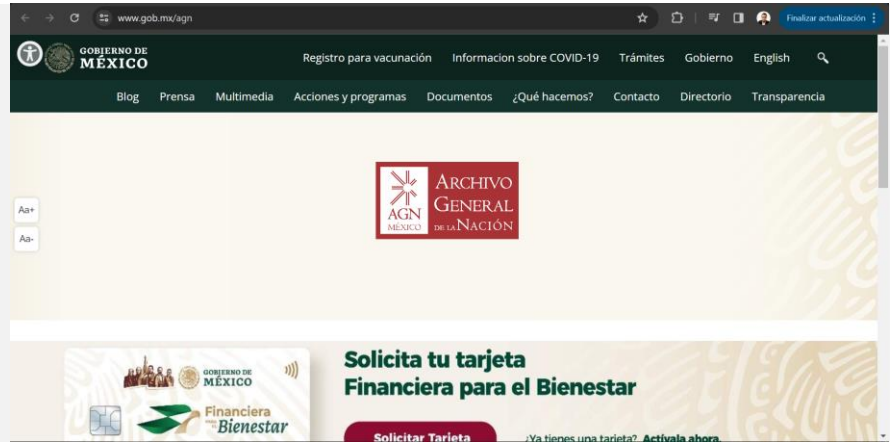 www.gob.mx/agn
Finalizar actualización
GOBIERNO DE
MÉXICO
Registro para vacunación Informacion sobre COVID-19 Trámites Gobierno English
Blog Prensa Multimedia Acciones y programas Documentos ¿Qué hacemos? Contacto Directorio Transparencia
Aa+
Aa-
AGN
MÉXICO
ARCHIVO
GENERAL
DE LA NACIÓN
GOBIERNO DE
MÉXICO
Financiera
Bienestar
Solicita tu tarjeta
Financiera para el Bienestar
Solicitar Tarjeta
¿Ya tienes una tarjeta? Actívala ahora.